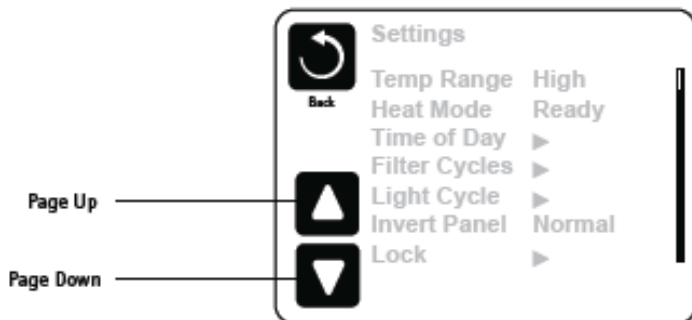 Settings
Back
Temp Range High
Heat Mode Ready
Time of Day ▶
Filter Cycles ▶
Light Cycle ▶
Invert Panel Normal
Lock ▶
Page Up
Page Down